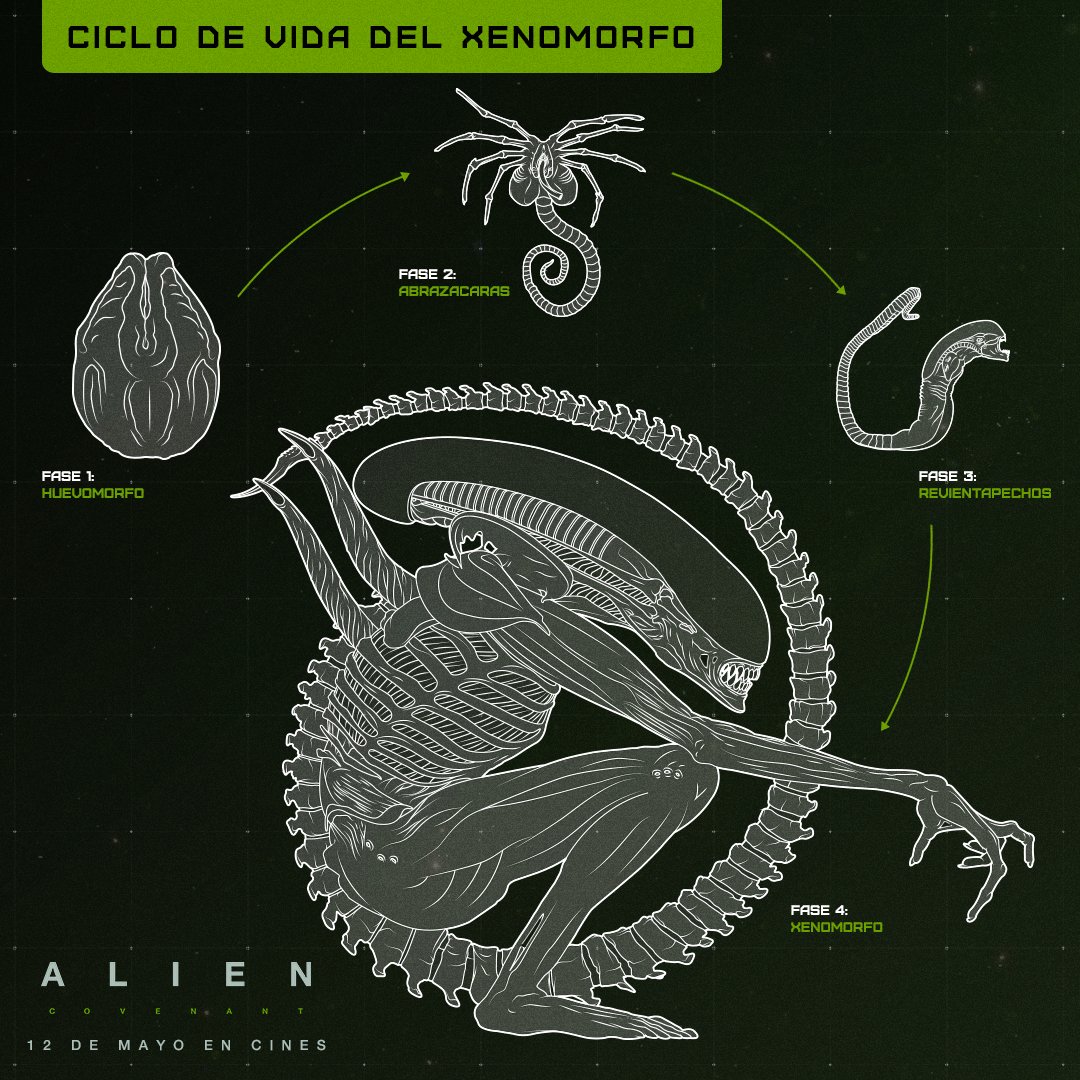 CICLO DE VIDA DEL XENOMORFO
FASE 2:
ABRAZACARAS
FASE 1:
HUEVOMORFO
FASE 3:
REVIENTAPECHOS
FASE 4:
XENOMORFO
ALIEN
COVENANT
12 DE MAYO EN CINES